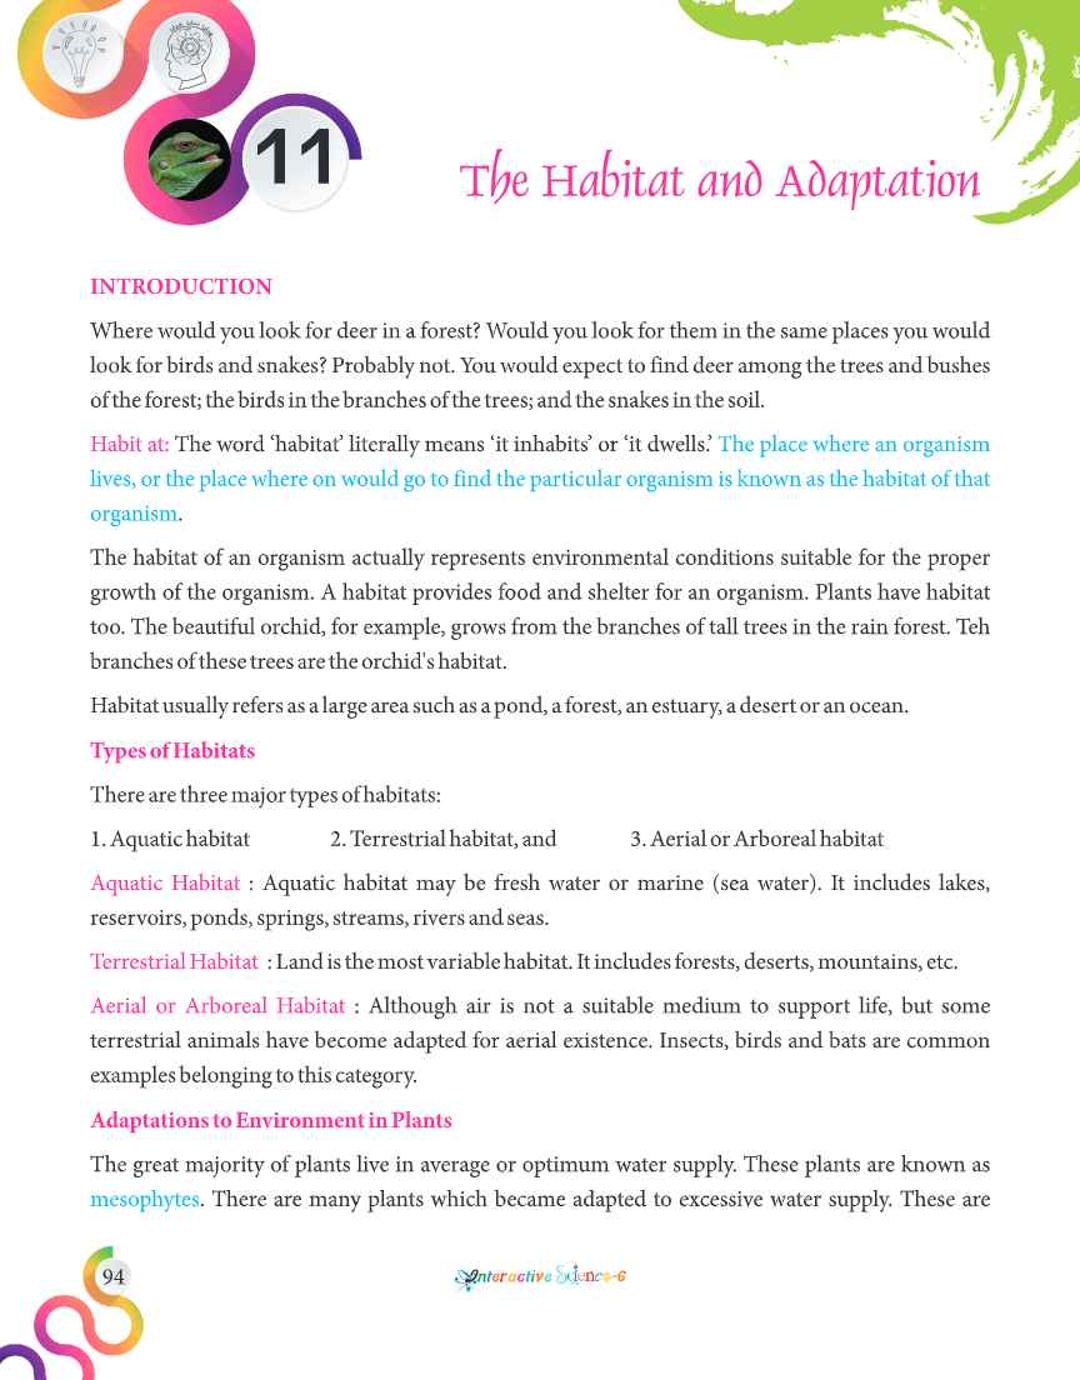 11
The Habitat and Adaptation
INTRODUCTION
Where would you look for deer in a forest? Would you look for them in the same places you would
look for birds and snakes? Probably not. You would expect to find deer among the trees and bushes
of the forest; the birds in the branches of the trees; and the snakes in the soil.
Habit at: The word ‘habitat’ literally means ‘it inhabits’ or ‘it dwells.’ The place where an organism
lives, or the place where on would go to find the particular organism is known as the habitat of that
organism.
The habitat of an organism actually represents environmental conditions suitable for the proper
growth of the organism. A habitat provides food and shelter for an organism. Plants have habitat
too. The beautiful orchid, for example, grows from the branches of tall trees in the rain forest. Teh
branches of these trees are the orchid's habitat.
Habitat usually refers as a large area such as a pond, a forest, an estuary, a desert or an ocean.
Types of Habitats
There are three major types of habitats:
1. Aquatic habitat 2. Terrestrial habitat, and 3. Aerial or Arboreal habitat
Aquatic Habitat : Aquatic habitat may be fresh water or marine (sea water). It includes lakes,
reservoirs, ponds, springs, streams, rivers and seas.
Terrestrial Habitat : Land is the most variable habitat. It includes forests, deserts, mountains, etc.
Aerial or Arboreal Habitat : Although air is not a suitable medium to support life, but some
terrestrial animals have become adapted for aerial existence. Insects, birds and bats are common
examples belonging to this category.
Adaptations to Environment in Plants
The great majority of plants live in average or optimum water supply. These plants are known as
mesophytes. There are many plants which became adapted to excessive water supply. These are
94
Interactive Science-6